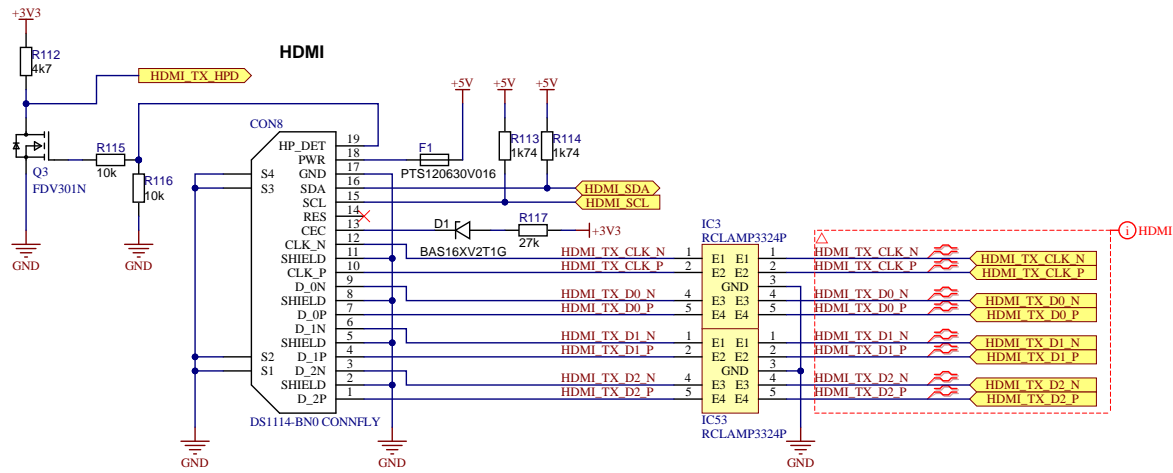 +3V3
R112
4k7
HDMI
HDMI_TX_HPD
+5V
+5V
+5V
CON8
R113
1k74
R114
1k74
Q3
FDV301N
R115
10k
R116
10k
F1
PTS120630V016
HP_DET 19
PWR 18
GND 17
SDA 16
SCL 15
RES 14
CEC 13
CLK_N 12
SHIELD 11
CLK_P 10
D_0N 9
SHIELD 8
D_0P 7
D_1N 6
SHIELD 5
D_1P 4
D_2N 3
SHIELD 2
D_2P 1
S4
S3
S2
S1
HDMI_SDA
HDMI_SCL
D1
BAS16XV2T1G
R117
27k
+3V3
IC3
RCLAMP3324P
HDMI
HDMI_TX_CLK_N 1 E1 E1 1 HDMI_TX_CLK_N HDMI_TX_CLK_N
HDMI_TX_CLK_P 2 E2 E2 2 HDMI_TX_CLK_P HDMI_TX_CLK_P
GND 3
HDMI_TX_D0_N 4 E3 E3 4 HDMI_TX_D0_N HDMI_TX_D0_N
HDMI_TX_D0_P 5 E4 E4 5 HDMI_TX_D0_P HDMI_TX_D0_P
HDMI_TX_D1_N 1 E1 E1 1 HDMI_TX_D1_N HDMI_TX_D1_N
HDMI_TX_D1_P 2 E2 E2 2 HDMI_TX_D1_P HDMI_TX_D1_P
GND 3
HDMI_TX_D2_N 4 E3 E3 4 HDMI_TX_D2_N HDMI_TX_D2_N
HDMI_TX_D2_P 5 E4 E4 5 HDMI_TX_D2_P HDMI_TX_D2_P
DS1114-BN0 CONNFLY
IC53
RCLAMP3324P
GND
GND
GND
GND
GND